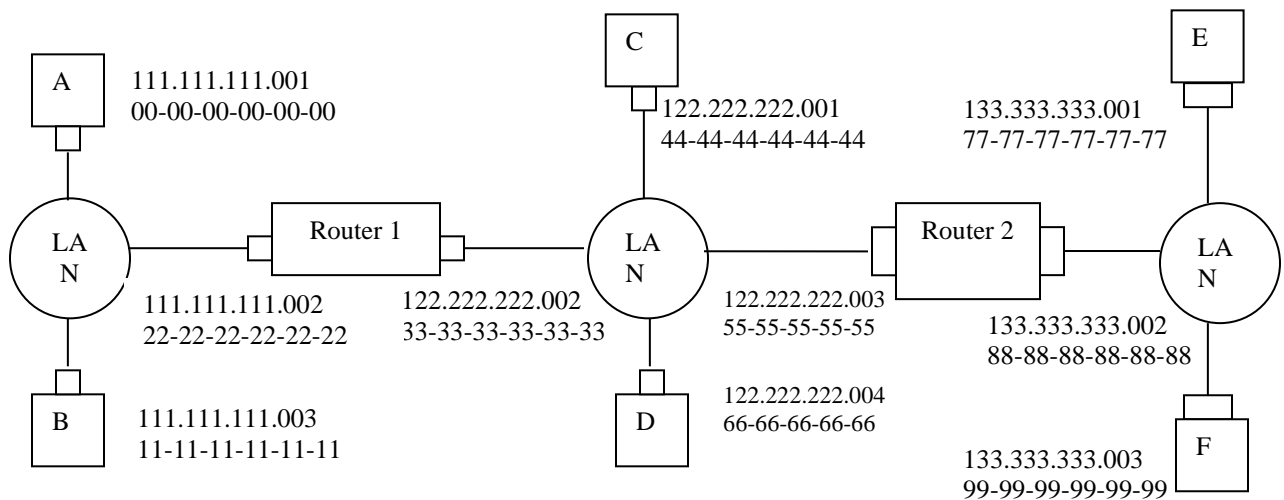 A
111.111.111.001
00-00-00-00-00-00
C
122.222.222.001
44-44-44-44-44-44
E
133.333.333.001
77-77-77-77-77-77
LA
N
Router 1
LA
N
Router 2
LA
N
111.111.111.002
22-22-22-22-22-22
122.222.222.002
33-33-33-33-33-33
122.222.222.003
55-55-55-55-55
133.333.333.002
88-88-88-88-88-88
B
111.111.111.003
11-11-11-11-11-11
D
122.222.222.004
66-66-66-66-66
133.333.333.003
99-99-99-99-99-99
F